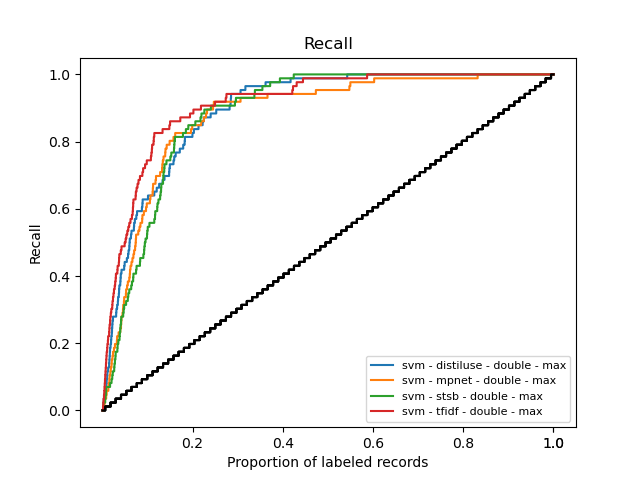 Recall
Recall
1.0
0.8
0.6
0.4
0.2
0.0
svm - distiluse - double - max
svm - mpnet - double - max
svm - stsb - double - max
svm - tfidf - double - max
0.2 0.4 0.6 0.8 1.0
Proportion of labeled records